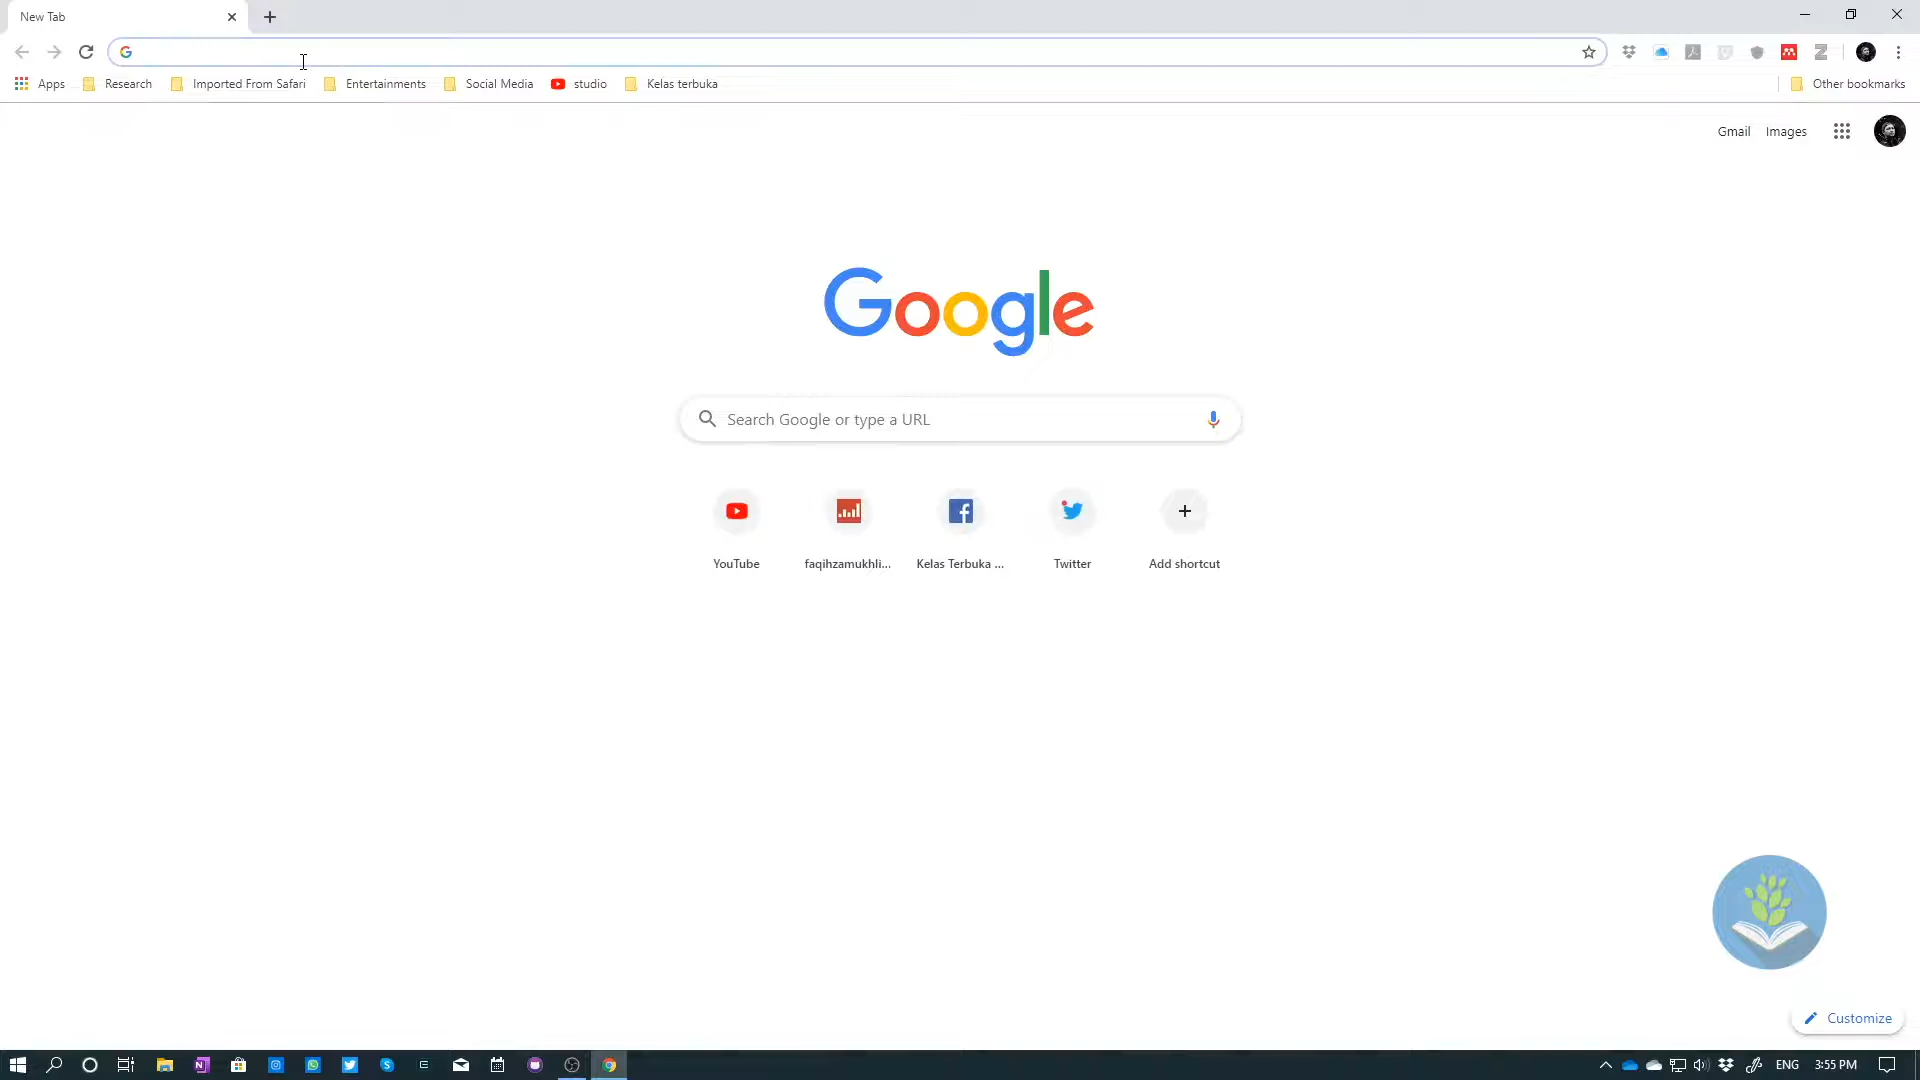 New Tab
Apps Research Imported From Safari Entertainments Social Media studio Kelas terbuka Other bookmarks
Gmail Images
Google
Search Google or type a URL
YouTube faqihzamukhli... Kelas Terbuka ... Twitter Add shortcut
Customize
ENG 3:55 PM